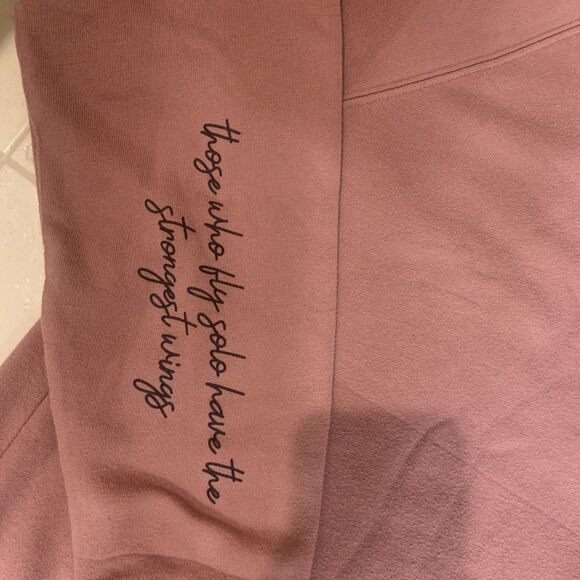 those who fly solo have the
strongest wings